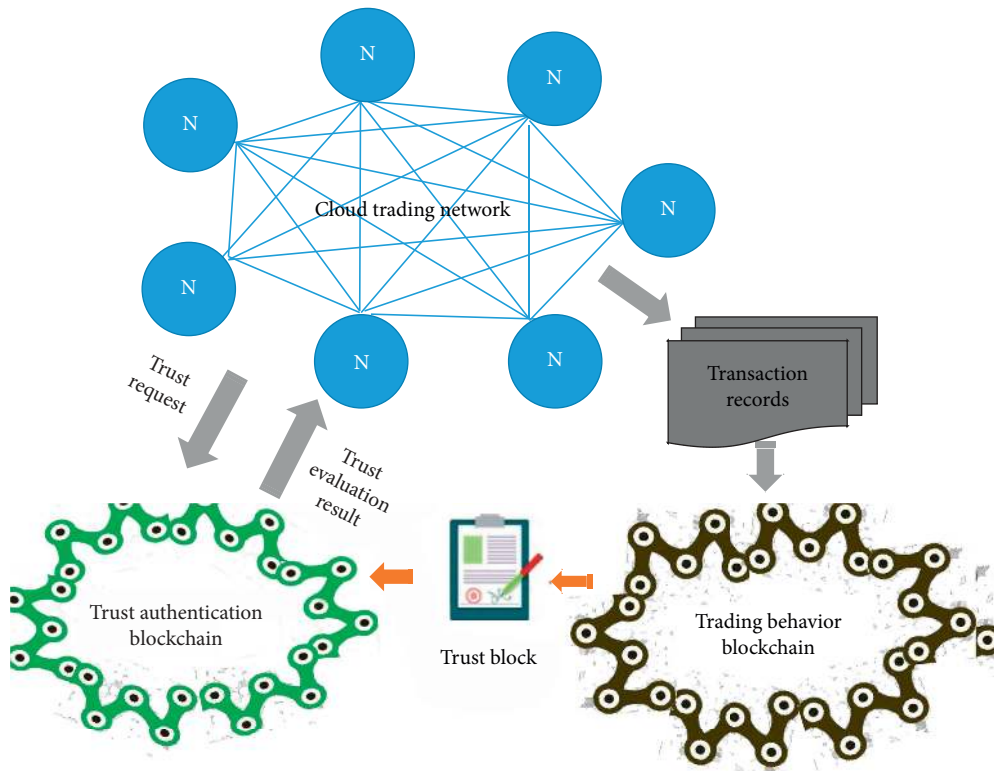 N
N
N
N
Cloud trading network
N
N
N
Trust
request
Trust
evaluation
result
Transaction
records
Trust authentication
blockchain
Trust block
Trading behavior
blockchain